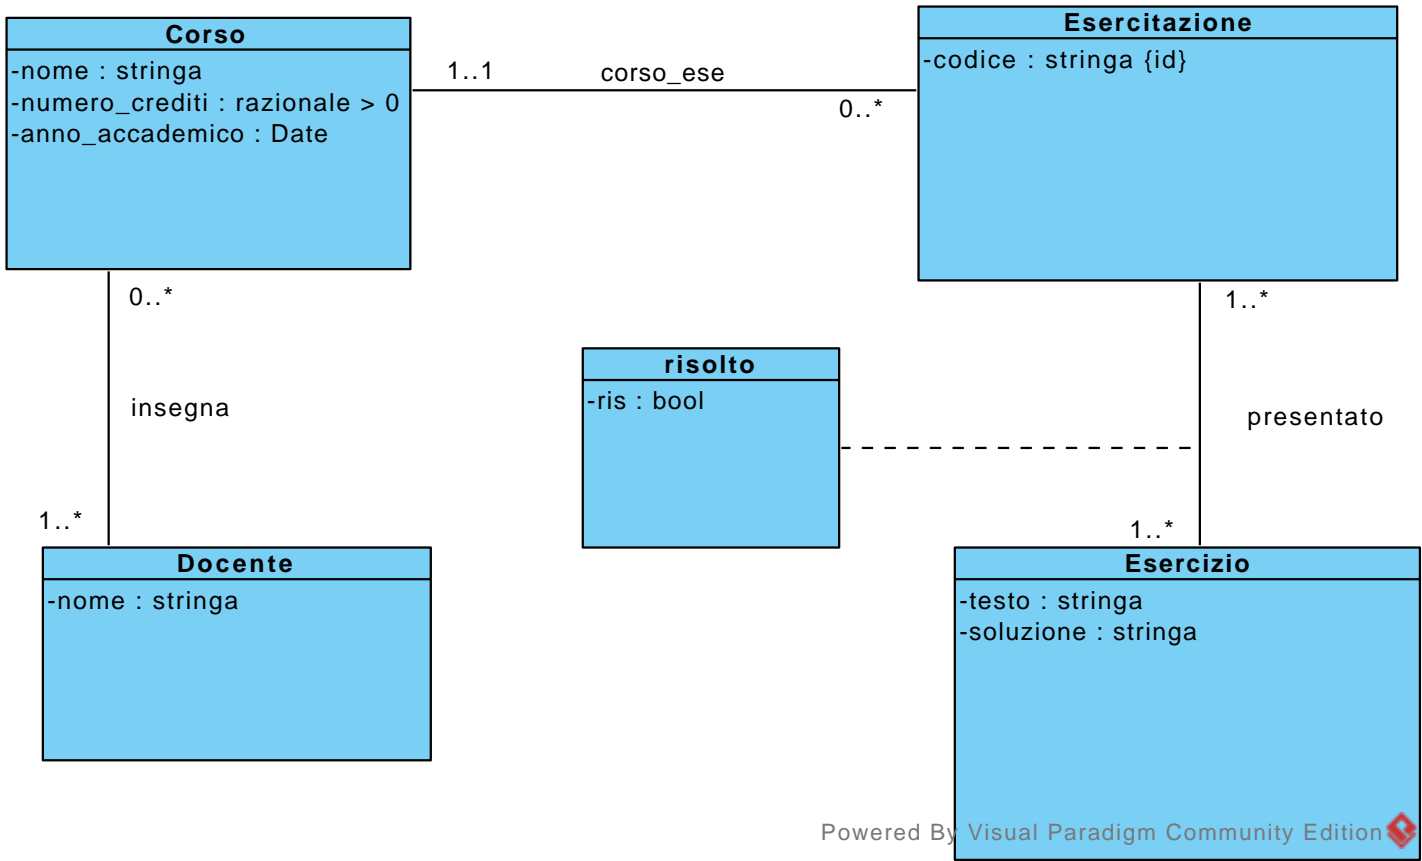 Corso
-nome : stringa
-numero_crediti : razionale > 0
-anno_accademico : Date
1..1
corso_ese
0..*
Esercitazione
-codice : stringa {id}
0..*
insegna
1..*
1..*
presentato
1..*
risolto
-ris : bool
Docente
-nome : stringa
Esercizio
-testo : stringa
-soluzione : stringa
Powered By Visual Paradigm Community Edition